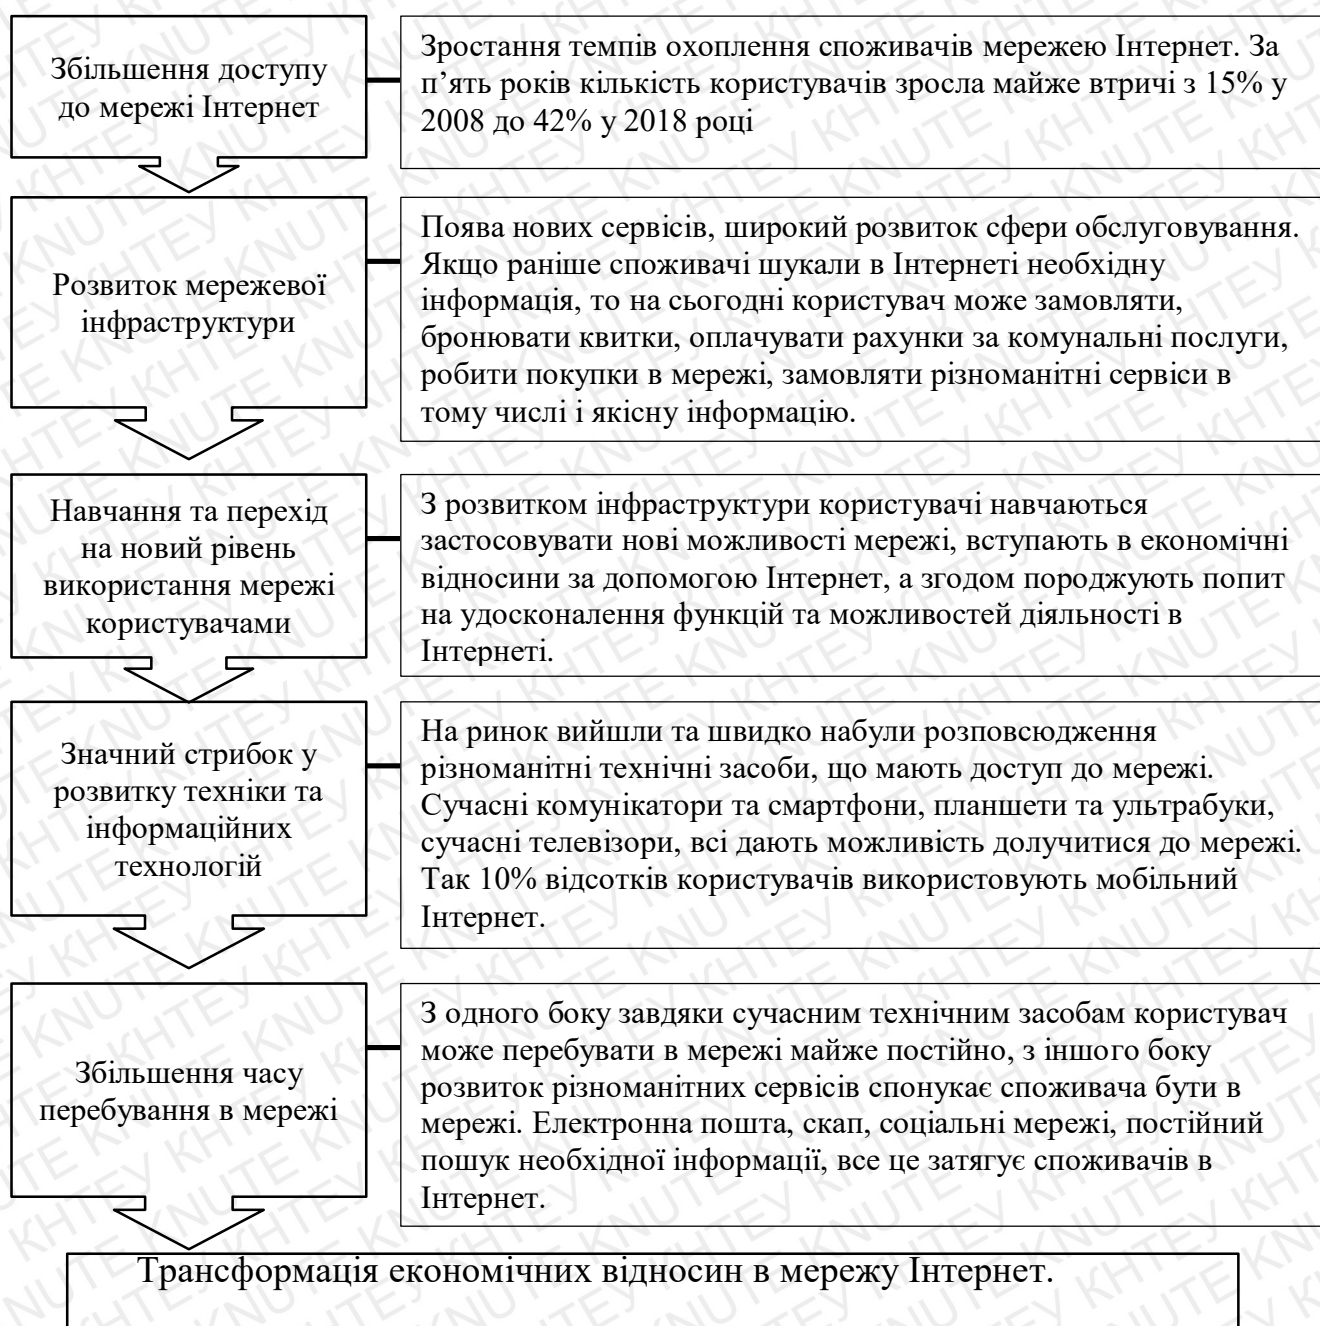 Збільшення доступу
до мережі Інтернет
Зростання темпів охоплення споживачів мережею Інтернет. За
п’ять років кількість користувачів зросла майже втричі з 15% у
2008 до 42% у 2018 році
Розвиток мережевої
інфраструктури
Поява нових сервісів, широкий розвиток сфери обслуговування.
Якщо раніше споживачі шукали в Інтернеті необхідну
інформація, то на сьогодні користувач може замовляти,
бронювати квитки, оплачувати рахунки за комунальні послуги,
робити покупки в мережі, замовляти різноманітні сервіси в
тому числі і якісну інформацію.
Навчання та перехід
на новий рівень
використання мережі
користувачами
З розвитком інфраструктури користувачі навчаються
застосовувати нові можливості мережі, вступають в економічні
відносини за допомогою Інтернет, а згодом породжують попит
на удосконалення функцій та можливостей діяльності в
Інтернеті.
Значний стрибок у
розвитку техніки та
інформаційних
технологій
На ринок вийшли та швидко набули розповсюдження
різноманітні технічні засоби, що мають доступ до мережі.
Сучасні комунікатори та смартфони, планшети та ультрабуки,
сучасні телевізори, всі дають можливість долучитися до мережі.
Так 10% відсотків користувачів використовують мобільний
Інтернет.
Збільшення часу
перебування в мережі
З одного боку завдяки сучасним технічним засобам користувач
може перебувати в мережі майже постійно, з іншого боку
розвиток різноманітних сервісів спонукає споживача бути в
мережі. Електронна пошта, скап, соціальні мережі, постійний
пошук необхідної інформації, все це затягує споживачів в
Інтернет.
Трансформація економічних відносин в мережу Інтернет.